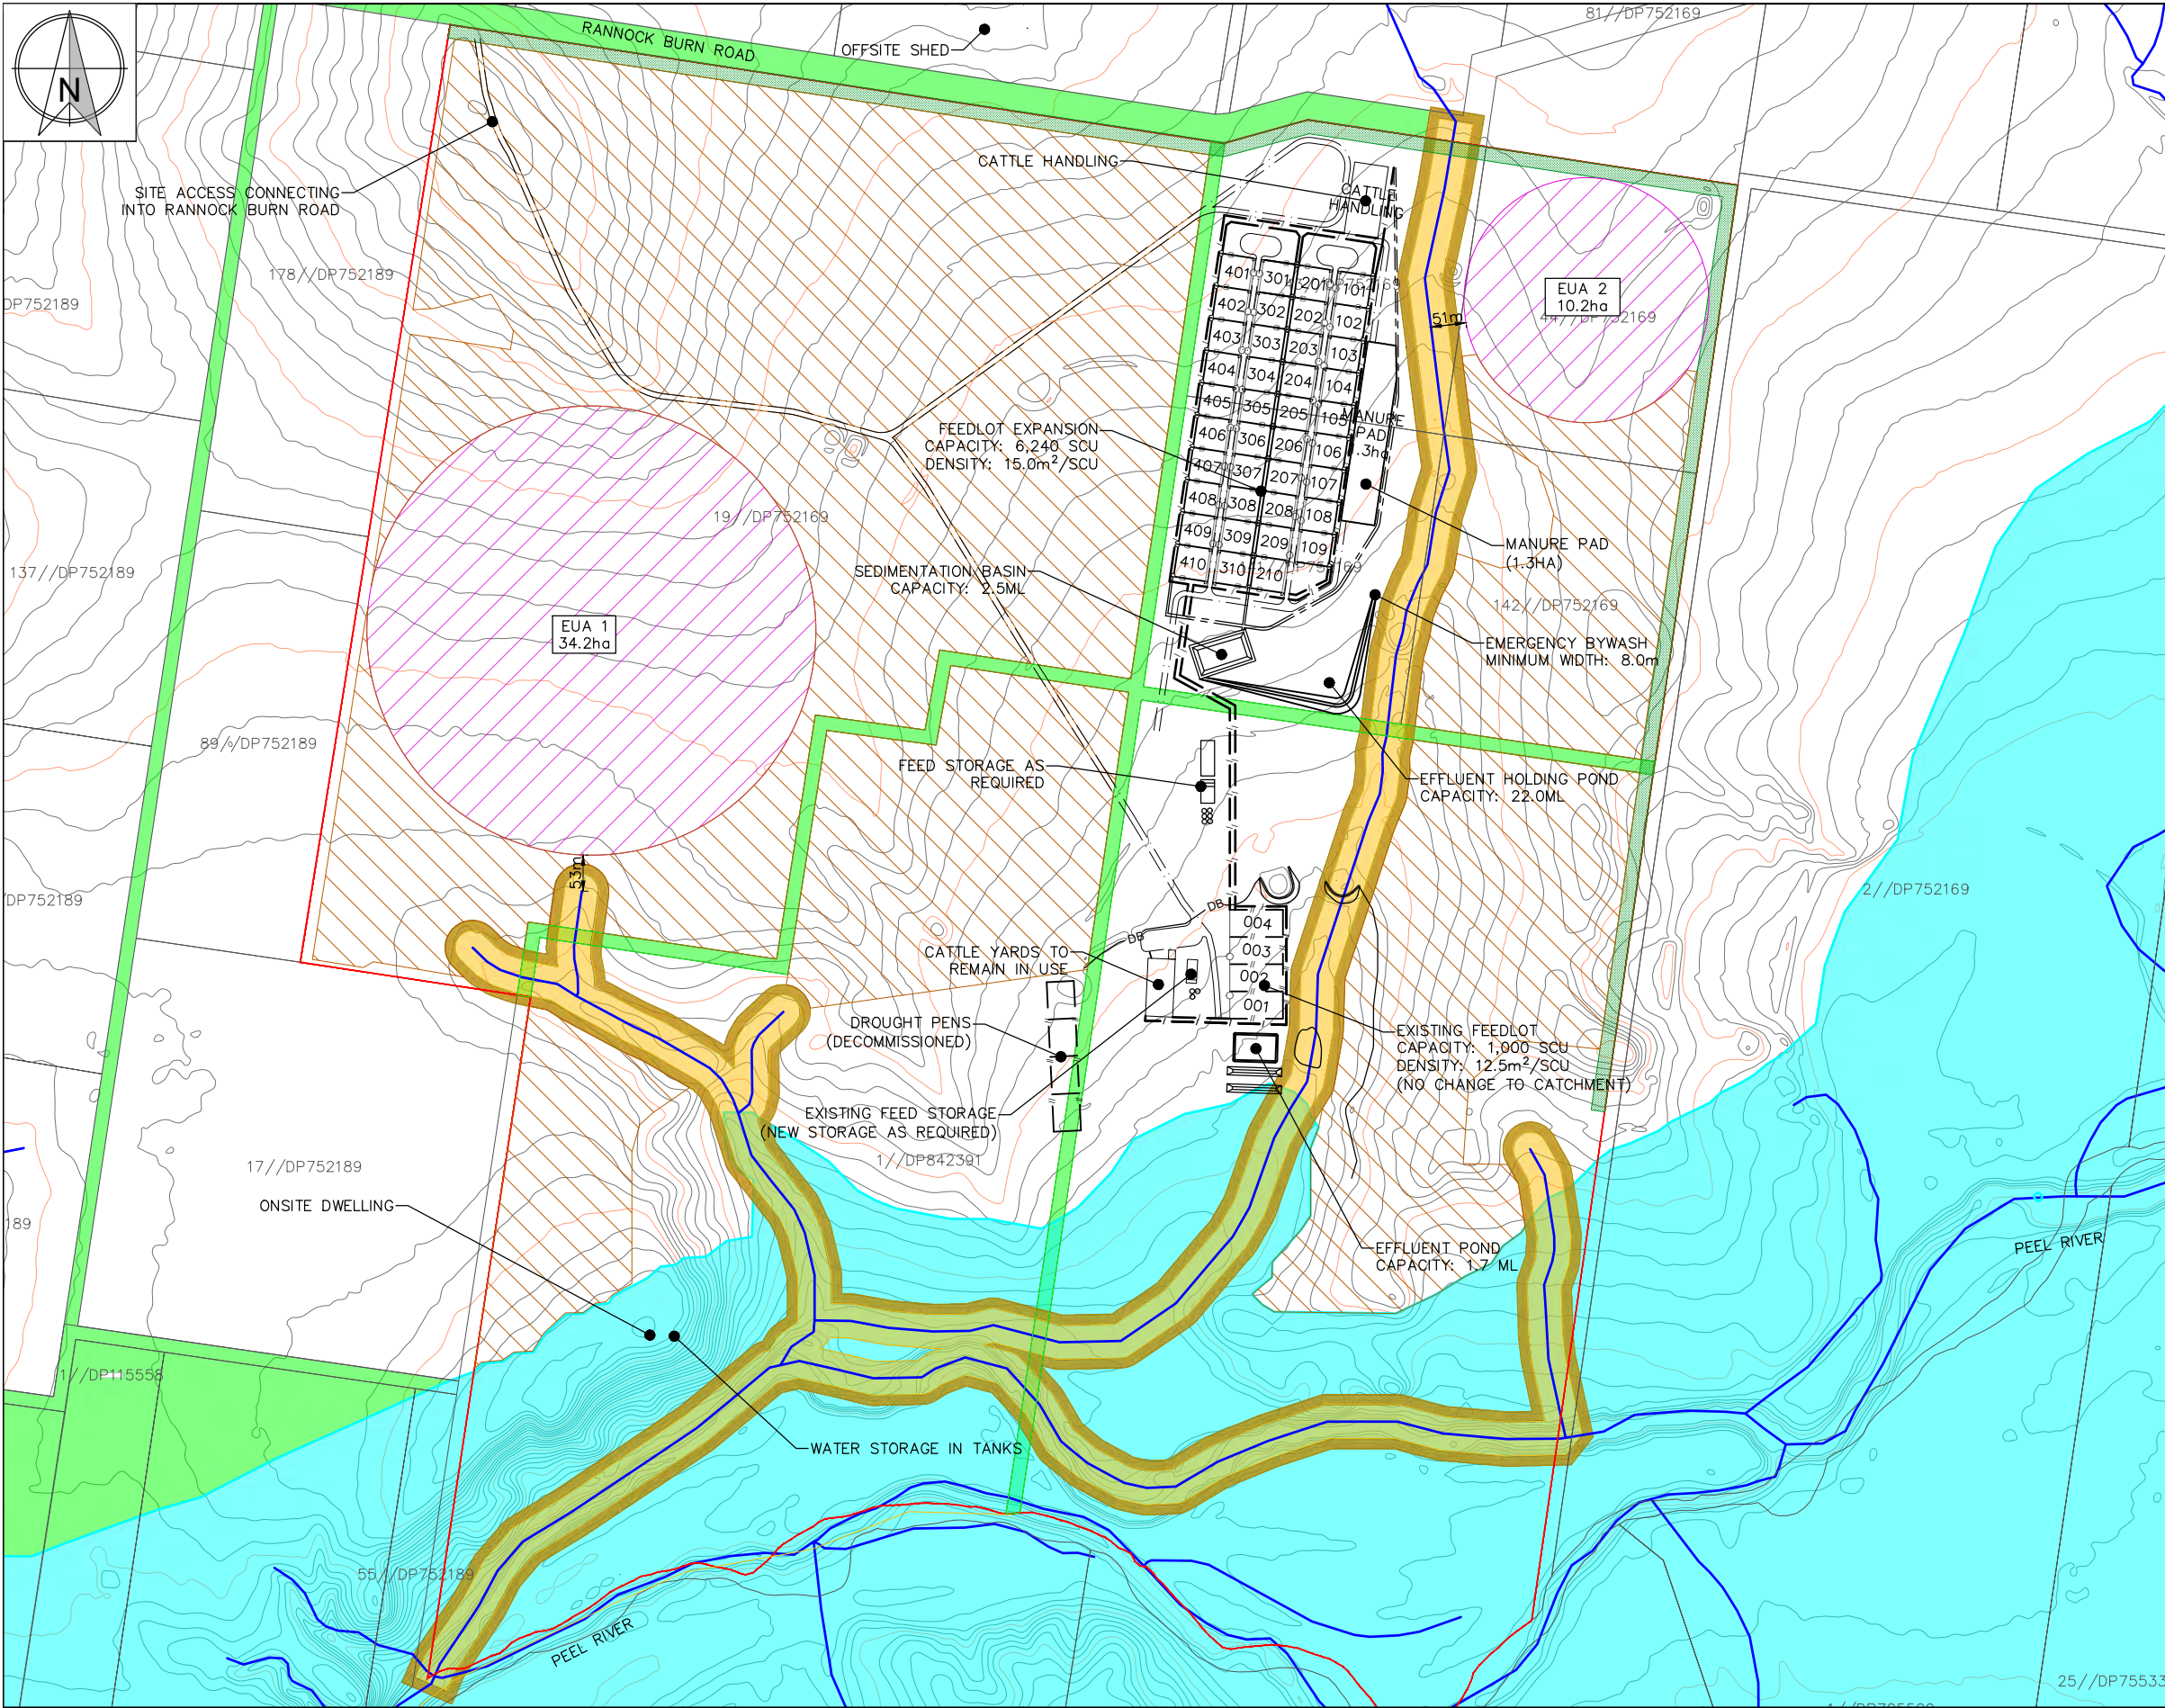 N
RANNOCK BURN ROAD
OFFSITE SHED
81//DP752169
SITE ACCESS CONNECTING
INTO RANNOCK BURN ROAD
CATTLE HANDLING
CATTLE
HANDLING
178//DP752189
DP752189
EUA 2
10.2ha
44//DP752169
51m
401 301 201 101
402 302 202 102
403 303 203 103
404 304 204 104
405 305 205 105
406 306 206 106
407 307 207 107
408 308 208 108
409 309 209 109
410 310 210
MANURE
PAD
FEEDLOT EXPANSION
CAPACITY: 6,240 SCU
DENSITY: 15.0m²/SCU
19//DP752169
137//DP752189
MANURE PAD
(1.3HA)
SEDIMENTATION BASIN
CAPACITY: 2.5ML
142//DP752169
EUA 1
34.2ha
EMERGENCY BYWASH
MINIMUM WIDTH: 8.0m
89//DP752189
FEED STORAGE AS
REQUIRED
EFFLUENT HOLDING POND
CAPACITY: 22.0ML
53m
DP752189
2//DP752169
DB
DB
004
003
002
001
CATTLE YARDS TO
REMAIN IN USE
DROUGHT PENS
(DECOMMISSIONED)
EXISTING FEEDLOT
CAPACITY: 1,000 SCU
DENSITY: 12.5m²/SCU
(NO CHANGE TO CATCHMENT)
EXISTING FEED STORAGE
(NEW STORAGE AS REQUIRED)
1//DP842391
17//DP752189
ONSITE DWELLING
189
EFFLUENT POND
CAPACITY: 1.7 ML
PEEL RIVER
1//DP115558
WATER STORAGE IN TANKS
55//DP752189
PEEL RIVER
25//DP75533